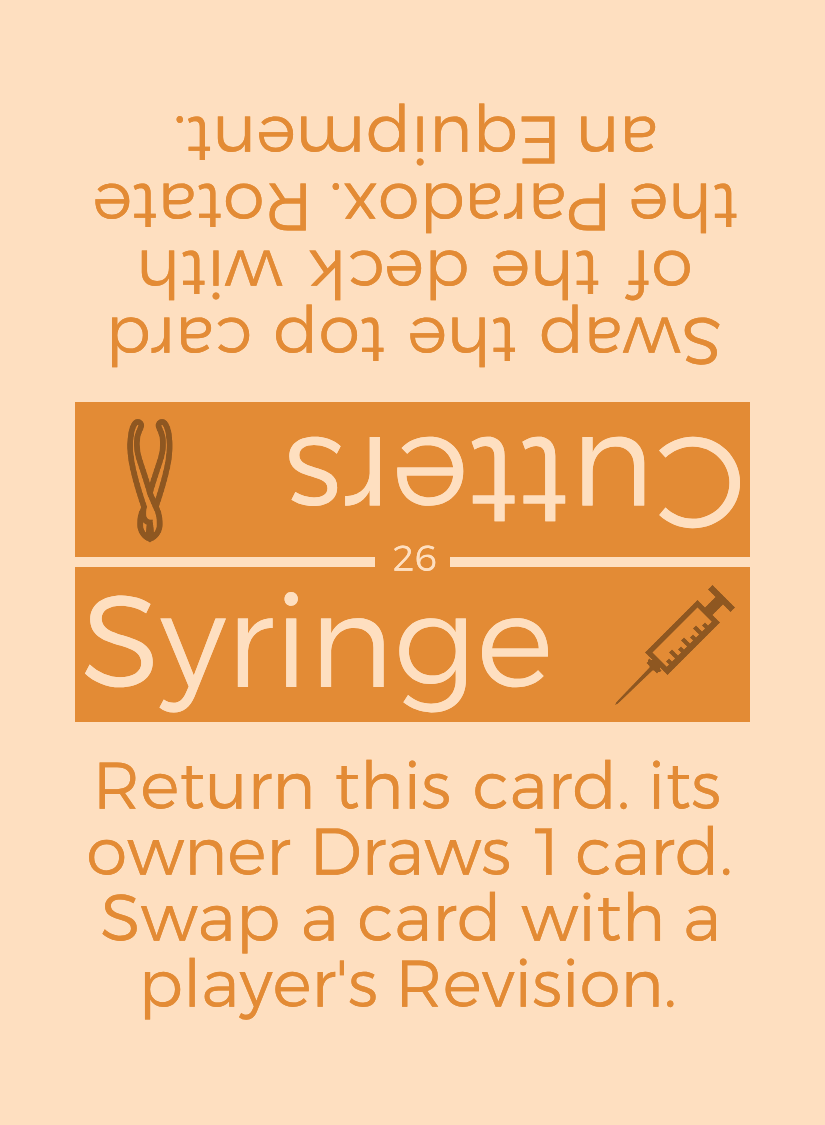 Swap the top card
of the deck with
the Paradox. Rotate
an Equipment.
Cutters
26
Syringe
Return this card. its
owner Draws 1 card.
Swap a card with a
player's Revision.